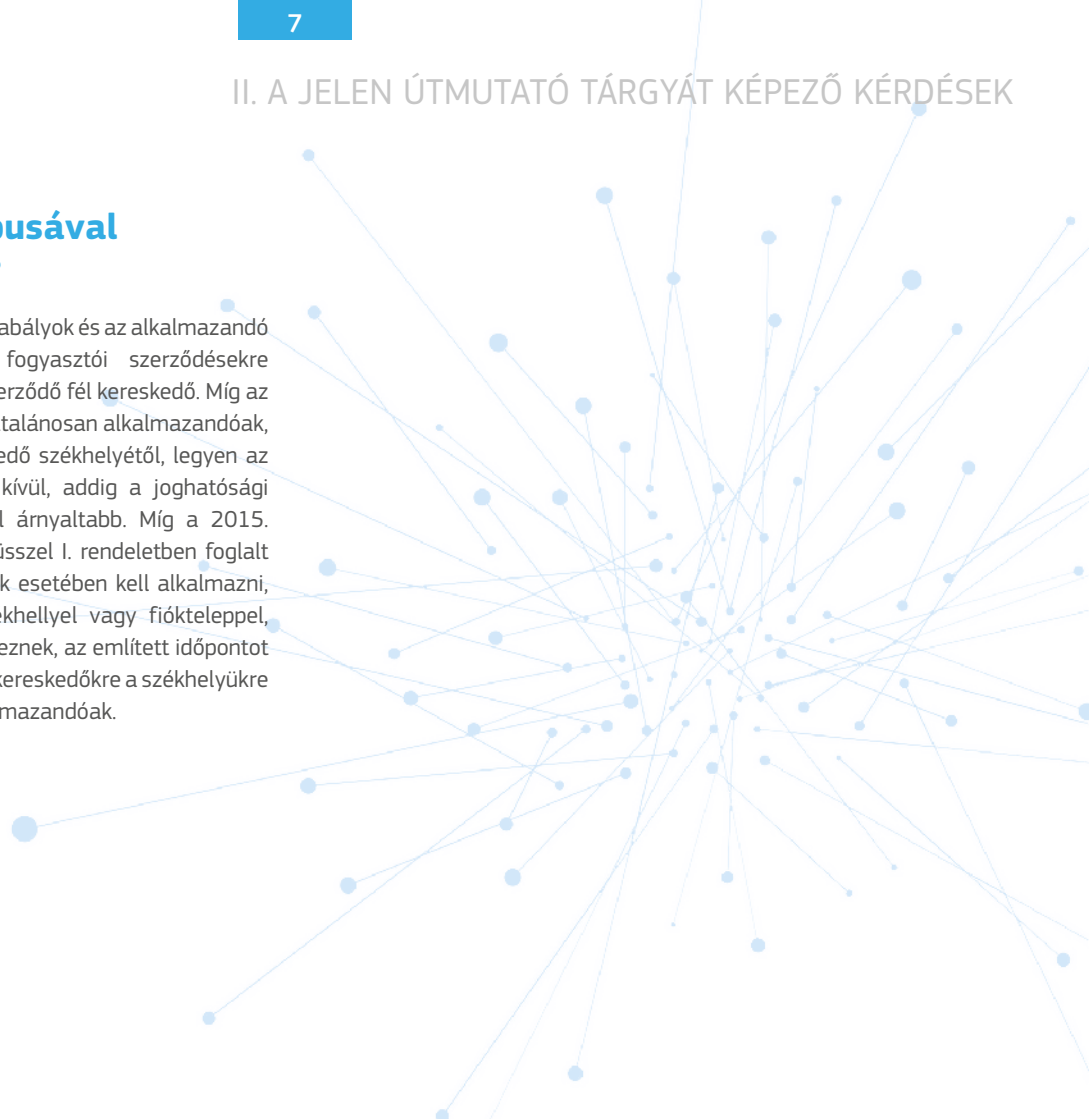 7
II. A JELEN ÚTMUTATÓ TÁRGYÁT KÉPEZŐ KÉRDÉSEK
pusával
abályok és az alkalmazandó
fogyasztói szerződésekre
erződő fél kereskedő. Míg az
talánosan alkalmazandóak,
edő székhelyétől, legyen az
kívül, addig a joghatósági
l árnyaltabb. Míg a 2015.
üsszel I. rendeletben foglalt
k esetében kell alkalmazni,
ékhellyel vagy fiókteleppel,
eznek, az említett időpontot
kereskedőkre a székhelyükre
mazandóak.